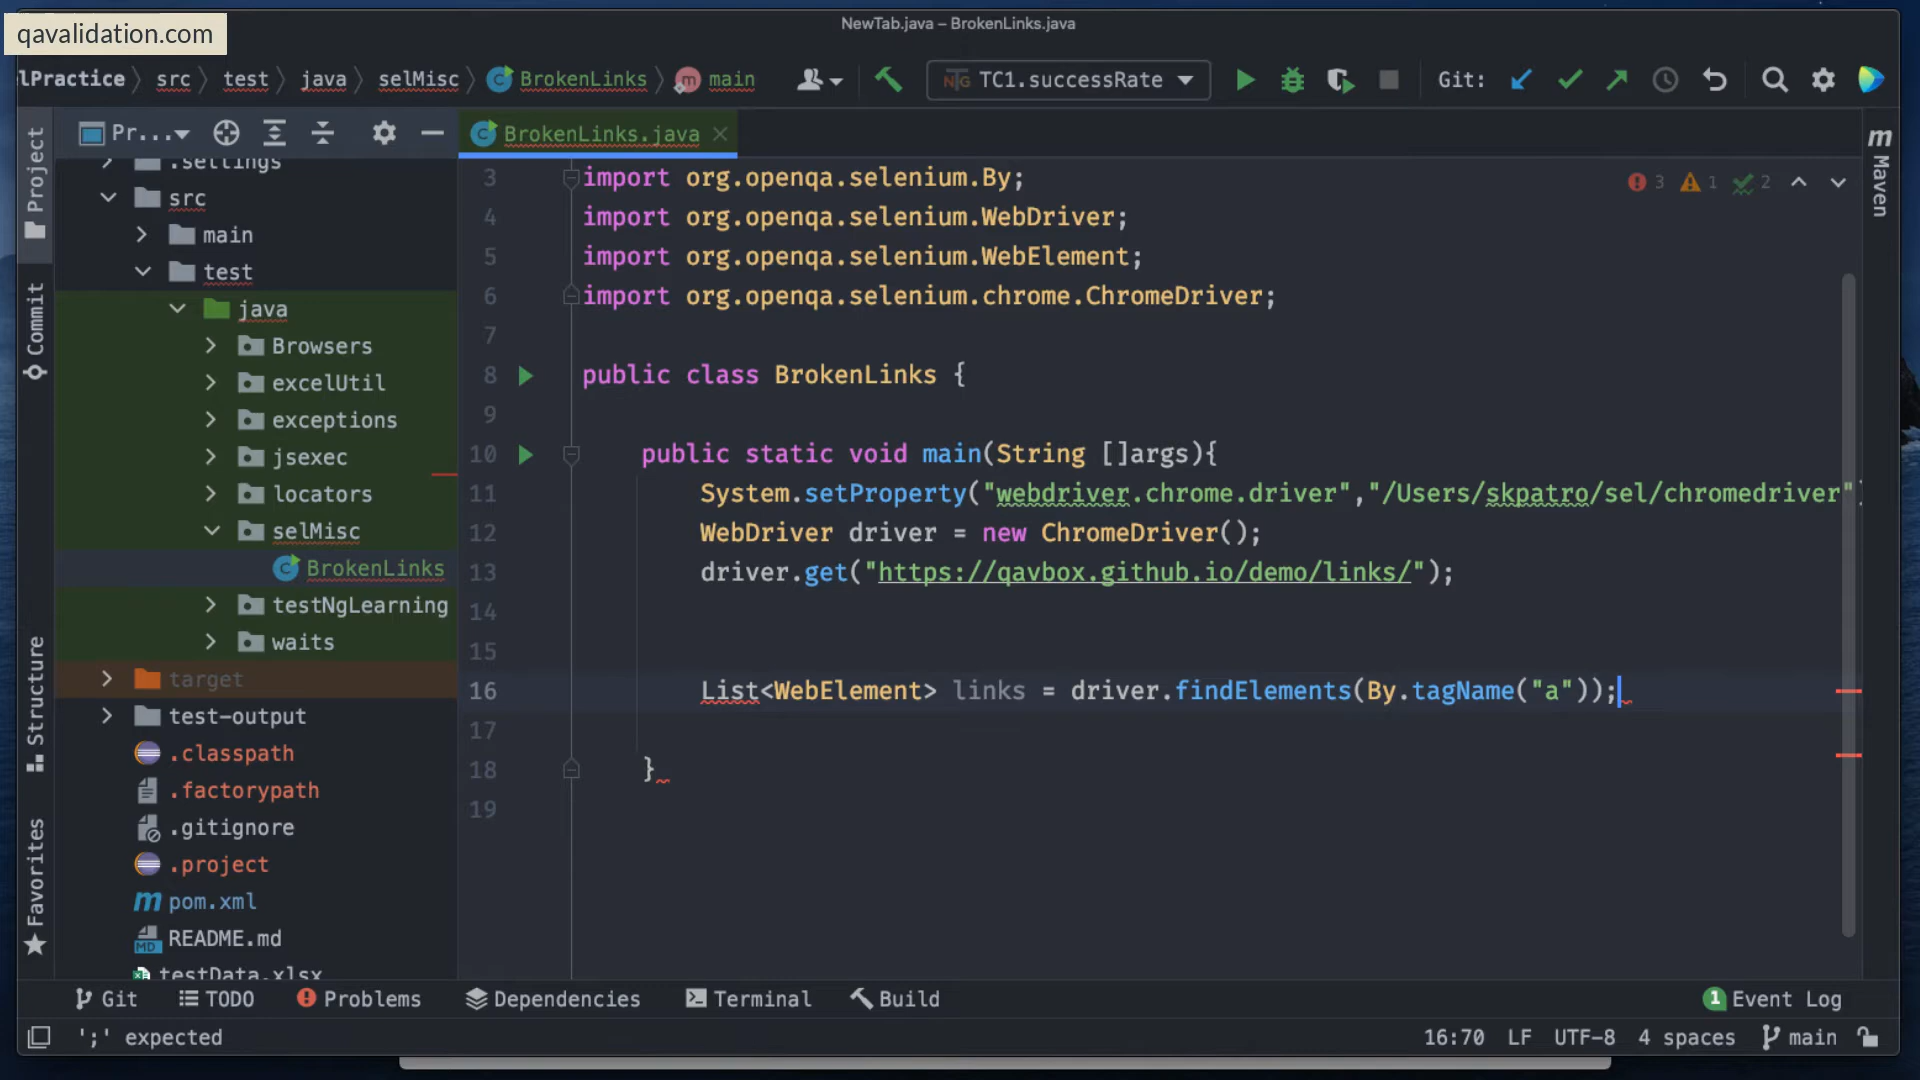 NewTab.java – BrokenLinks.java
qavalidation.com
lPractice src test java selMisc BrokenLinks main TC1.successRate Git:
Pr... BrokenLinks.java
Project
Commit
Structure
Favorites
.settings
src
main
test
java
Browsers
excelUtil
exceptions
jsexec
locators
selMisc
BrokenLinks
testNgLearning
waits
target
test-output
.classpath
.factorypath
.gitignore
.project
pom.xml
README.md
testData.xlsx
3 import org.openqa.selenium.By;
4 import org.openqa.selenium.WebDriver;
5 import org.openqa.selenium.WebElement;
6 import org.openqa.selenium.chrome.ChromeDriver;
7
8 public class BrokenLinks {
9
10 public static void main(String []args){
11 System.setProperty("webdriver.chrome.driver","/Users/skpatro/sel/chromedriver"
12 WebDriver driver = new ChromeDriver();
13 driver.get("https://qavbox.github.io/demo/links/");
14
15
16 List<WebElement> links = driver.findElements(By.tagName("a"));
17
18 }
19
3 1 2
m Maven
Git TODO Problems Dependencies Terminal Build 1 Event Log
';' expected 16:70 LF UTF-8 4 spaces main